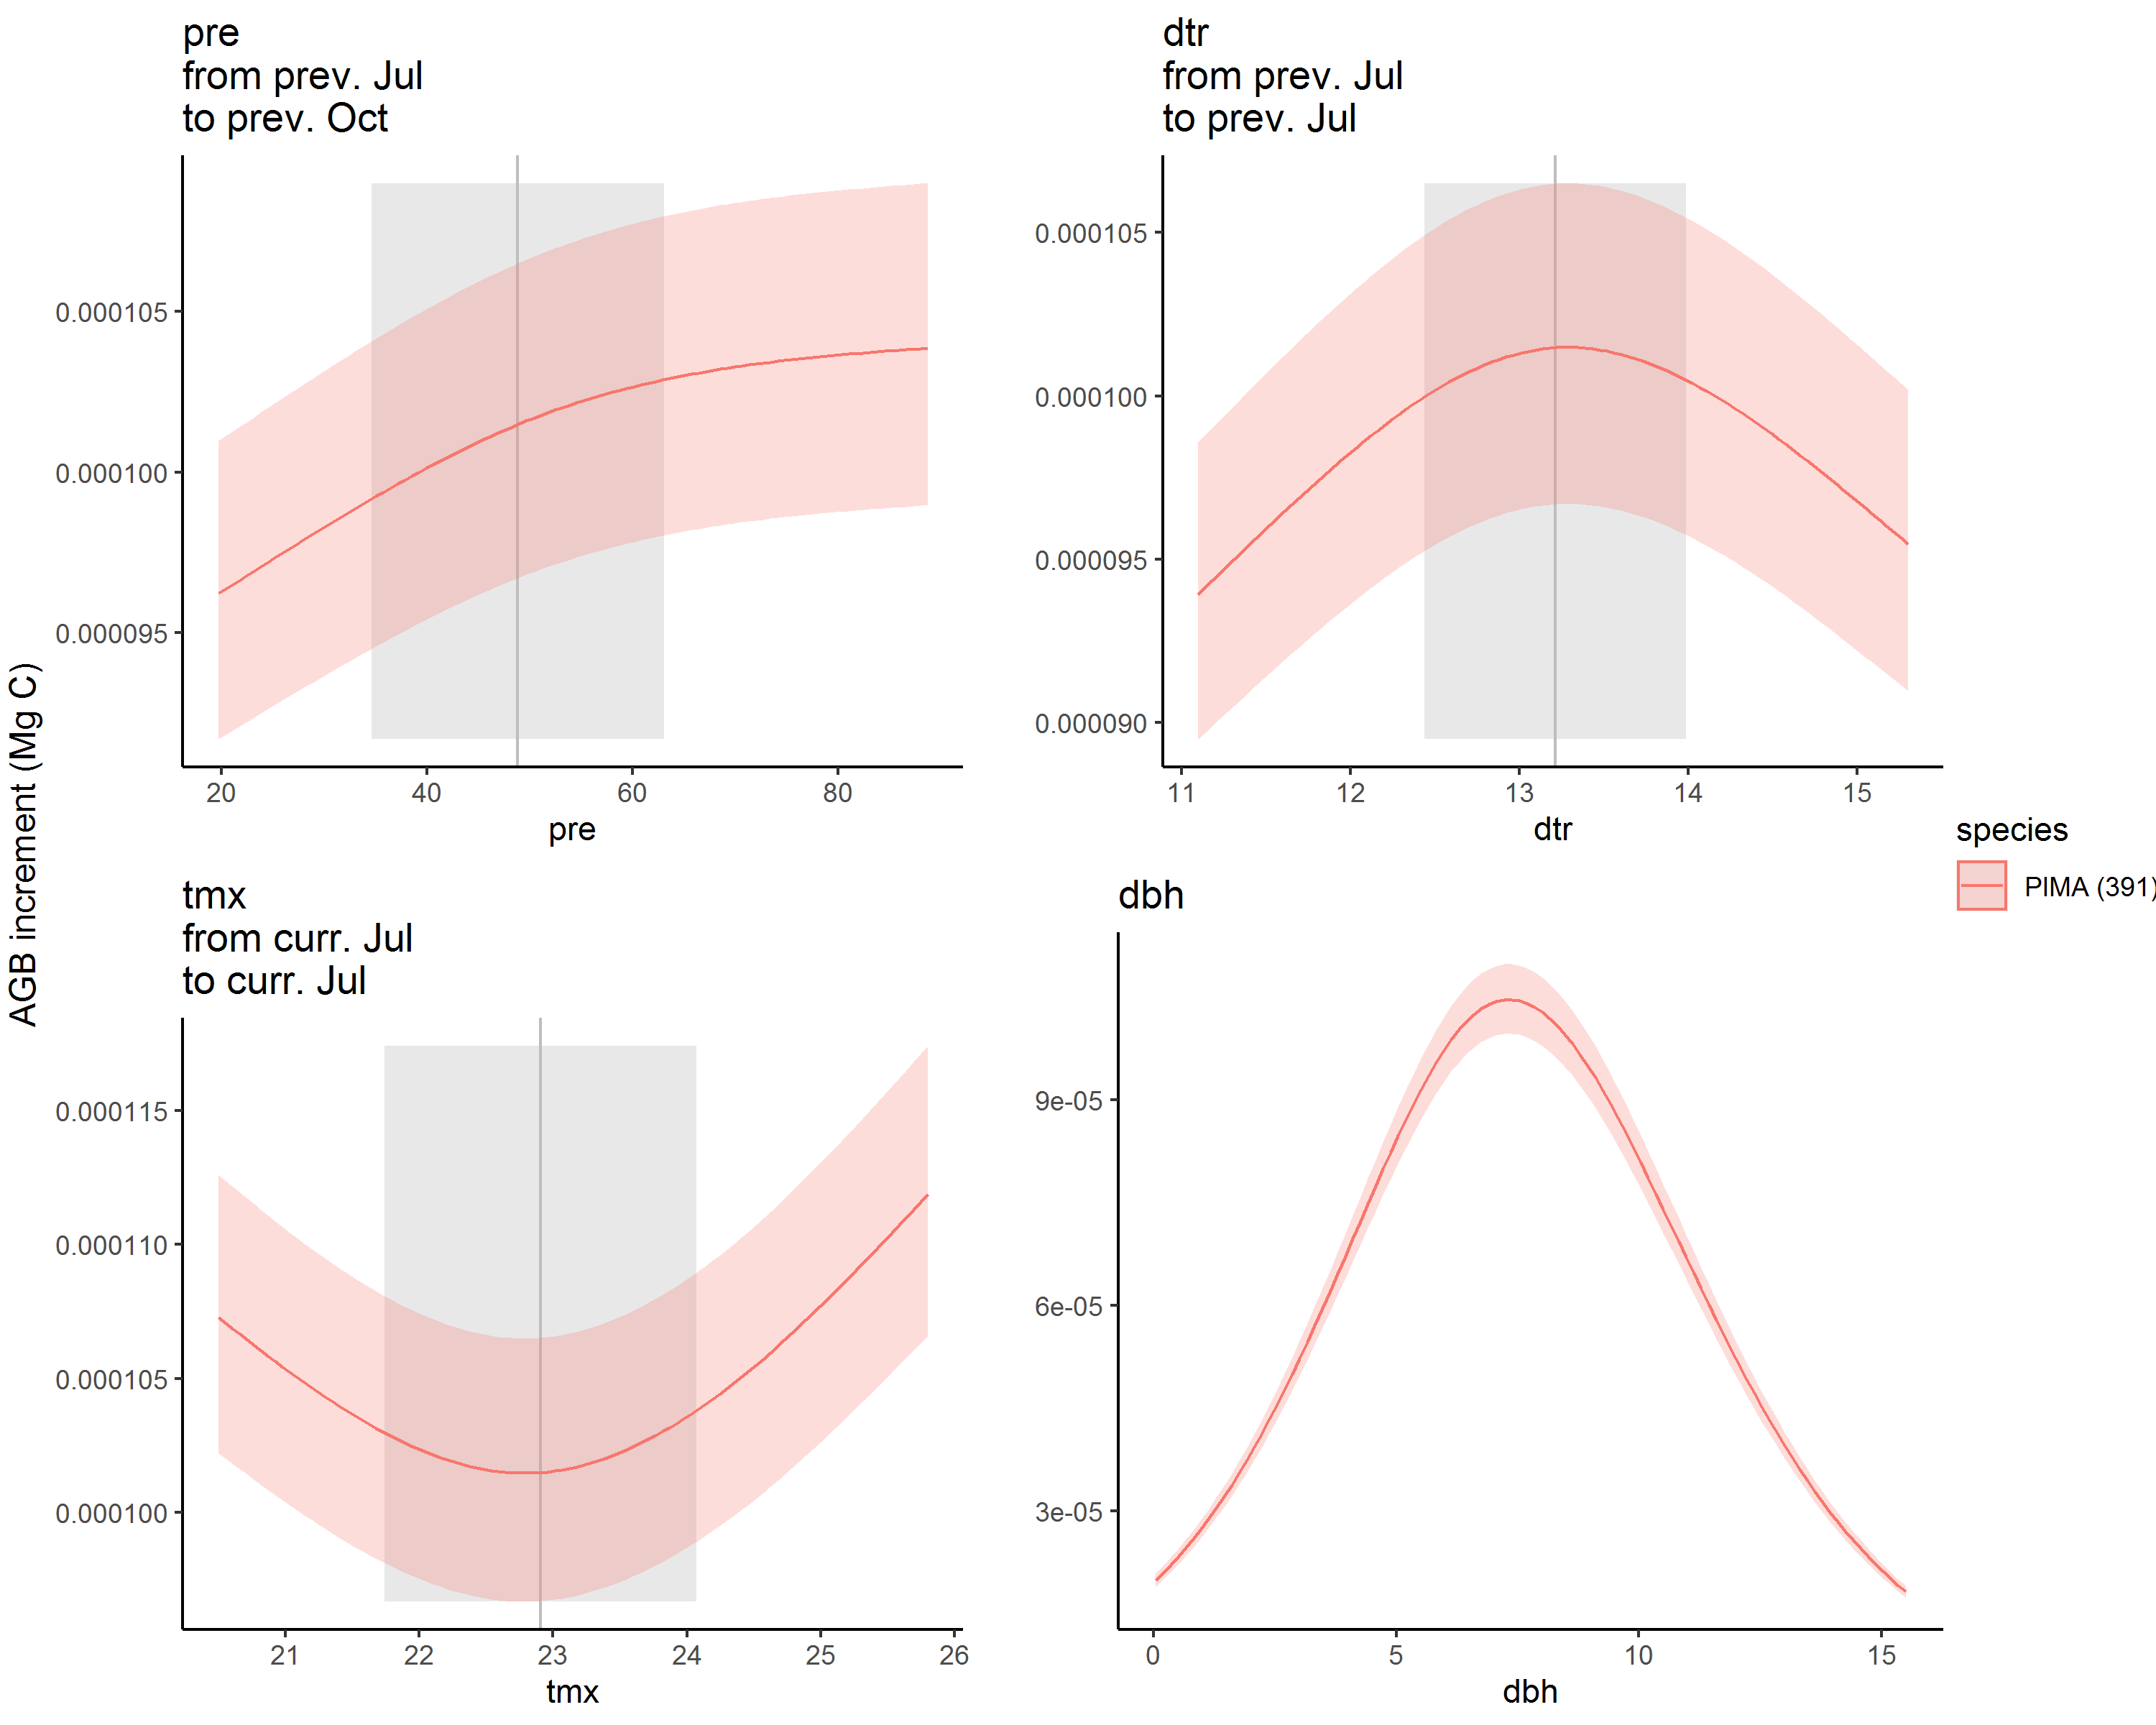 pre
from prev. Jul
to prev. Oct
0.000105
0.000100
0.000095
20 40 60 80
pre
dtr
from prev. Jul
to prev. Jul
0.000105
0.000100
0.000095
0.000090
11 12 13 14 15
dtr
AGB increment (Mg C)
species
PIMA (391)
tmx
from curr. Jul
to curr. Jul
0.000115
0.000110
0.000105
0.000100
21 22 23 24 25 26
tmx
dbh
9e-05
6e-05
3e-05
0 5 10 15
dbh